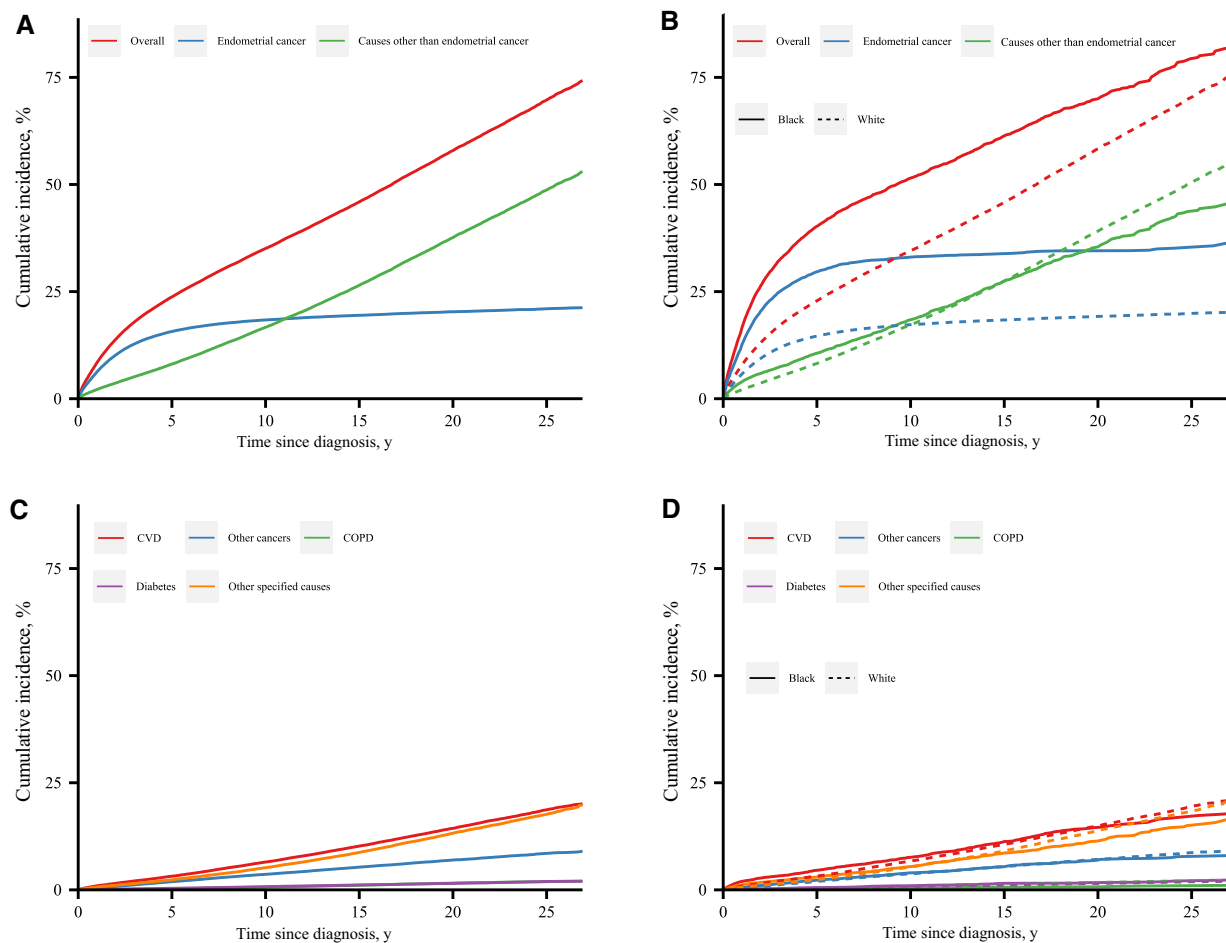 A
Overall Endometrial cancer Causes other than endometrial cancer
Cumulative incidence, %
75
50
25
0
0 5 10 15 20 25
Time since diagnosis, y
B
Overall Endometrial cancer Causes other than endometrial cancer
Black White
Cumulative incidence, %
75
50
25
0
0 5 10 15 20 25
Time since diagnosis, y
C
CVD Other cancers COPD
Diabetes Other specified causes
Cumulative incidence, %
75
50
25
0
0 5 10 15 20 25
Time since diagnosis, y
D
CVD Other cancers COPD
Diabetes Other specified causes
Black White
Cumulative incidence, %
75
50
25
0
0 5 10 15 20 25
Time since diagnosis, y